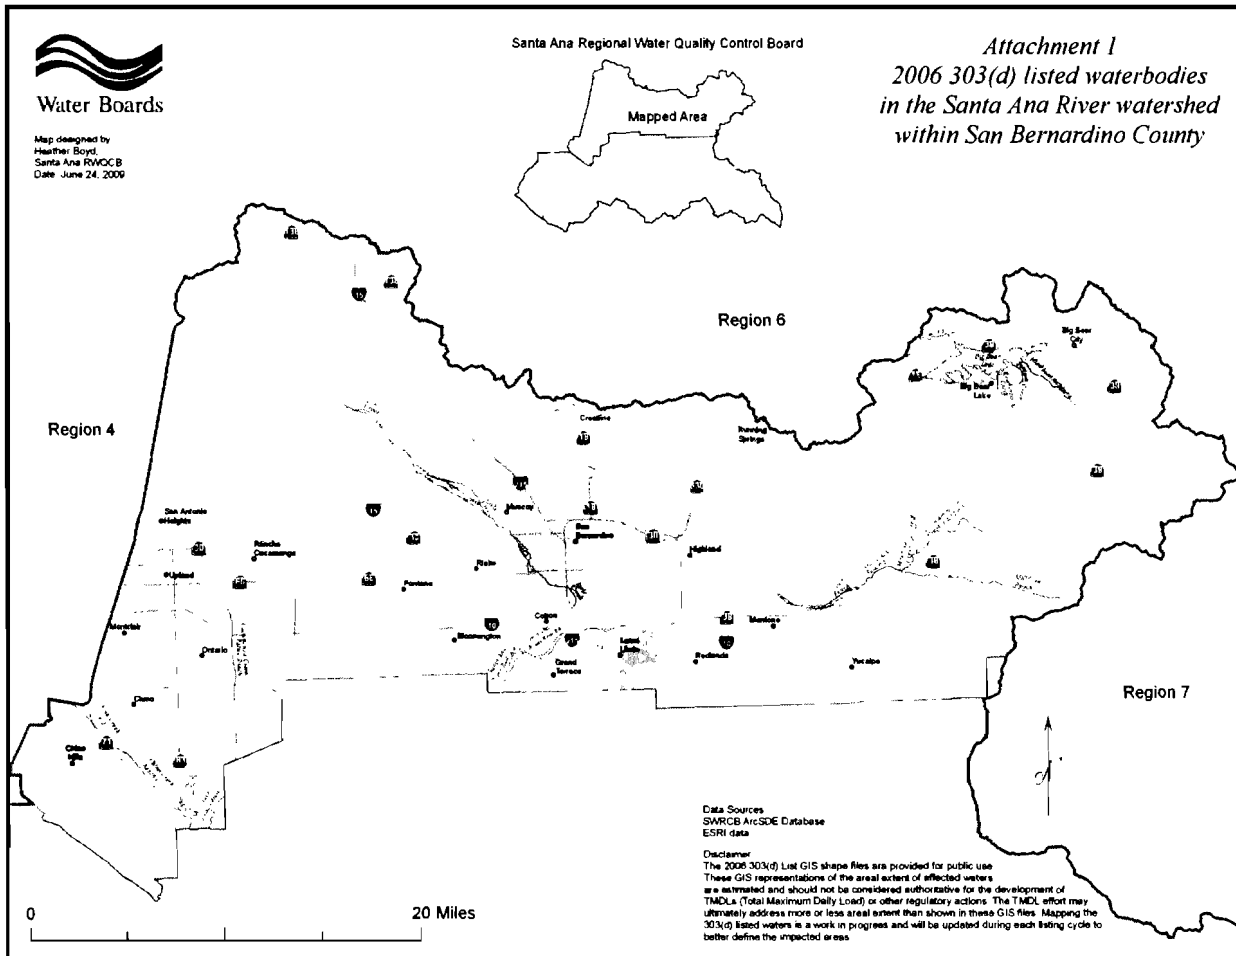 Santa Ana Regional Water Quality Control Board
Attachment 1
2006 303(d) listed waterbodies
in the Santa Ana River watershed
within San Bernardino County
Water Boards
Map designed by
Heather Boyd,
Santa Ana RWQCB
Date June 24, 2009
Mapped Area
Region 6
Region 4
Region 7
Big Bear
City
Big Bear
Lake
Running
Springs
Crestline
San Antonio
Heights
Rancho
Cucamonga
Upland
Muscoy
San
Bernardino
Highland
Rialto
Fontana
Montclair
Ontario
Bloomington
Colton
Grand
Terrace
Loma
Linda
Redlands
Mentone
Yucaipa
Chino
Chino
Hills
0
20 Miles
Data Sources
SWRCB ArcSDE Database
ESRI data
Disclaimer
The 2006 303(d) List GIS shape files are provided for public use
These GIS representations of the areal extent of affected waters
are estimated and should not be considered authoritative for the development of
TMDLs (Total Maximum Daily Load) or other regulatory actions. The TMDL effort may
ultimately address more or less areal extent than shown in these GIS files. Mapping the
303(d) listed waters is a work in progress and will be updated during each listing cycle to
better define the impacted areas